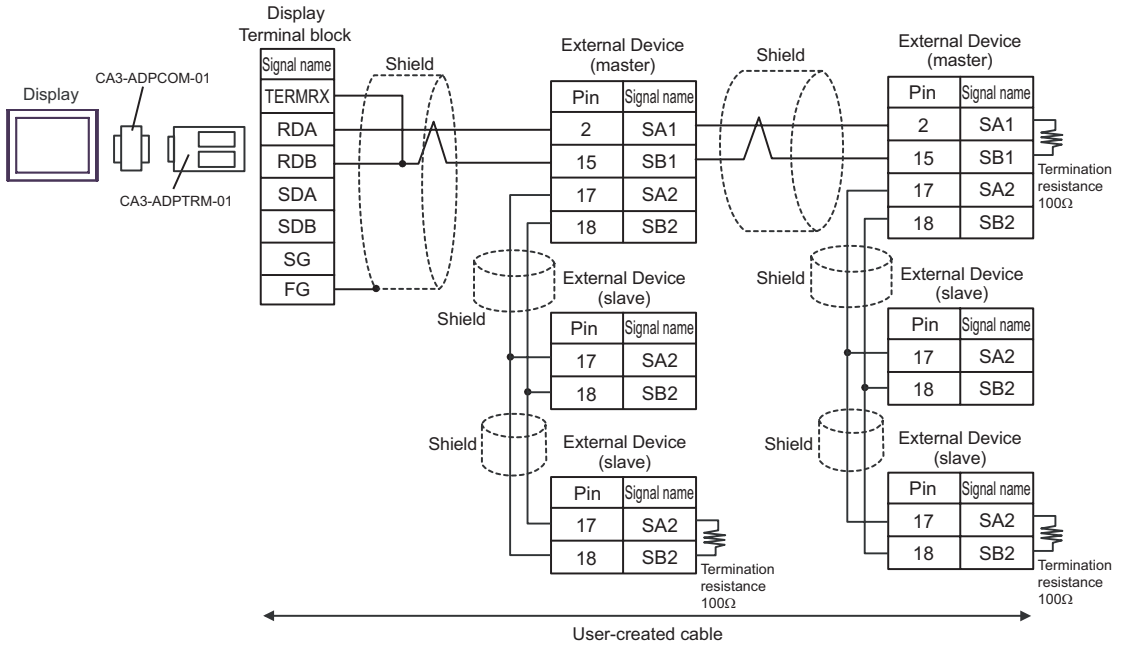 Display
CA3-ADPCOM-01
CA3-ADPTRM-01
Display
Terminal block
Signal name
TERMRX
RDA
RDB
SDA
SDB
SG
FG
Shield
External Device
(master)
Pin Signal name
2 SA1
15 SB1
17 SA2
18 SB2
Shield
External Device
(master)
Pin Signal name
2 SA1
15 SB1
17 SA2
18 SB2
Termination
resistance
100Ω
Shield
External Device
(slave)
Pin Signal name
17 SA2
18 SB2
Shield
External Device
(slave)
Pin Signal name
17 SA2
18 SB2
Shield
External Device
(slave)
Pin Signal name
17 SA2
18 SB2
Termination
resistance
100Ω
Shield
External Device
(slave)
Pin Signal name
17 SA2
18 SB2
Termination
resistance
100Ω
User-created cable